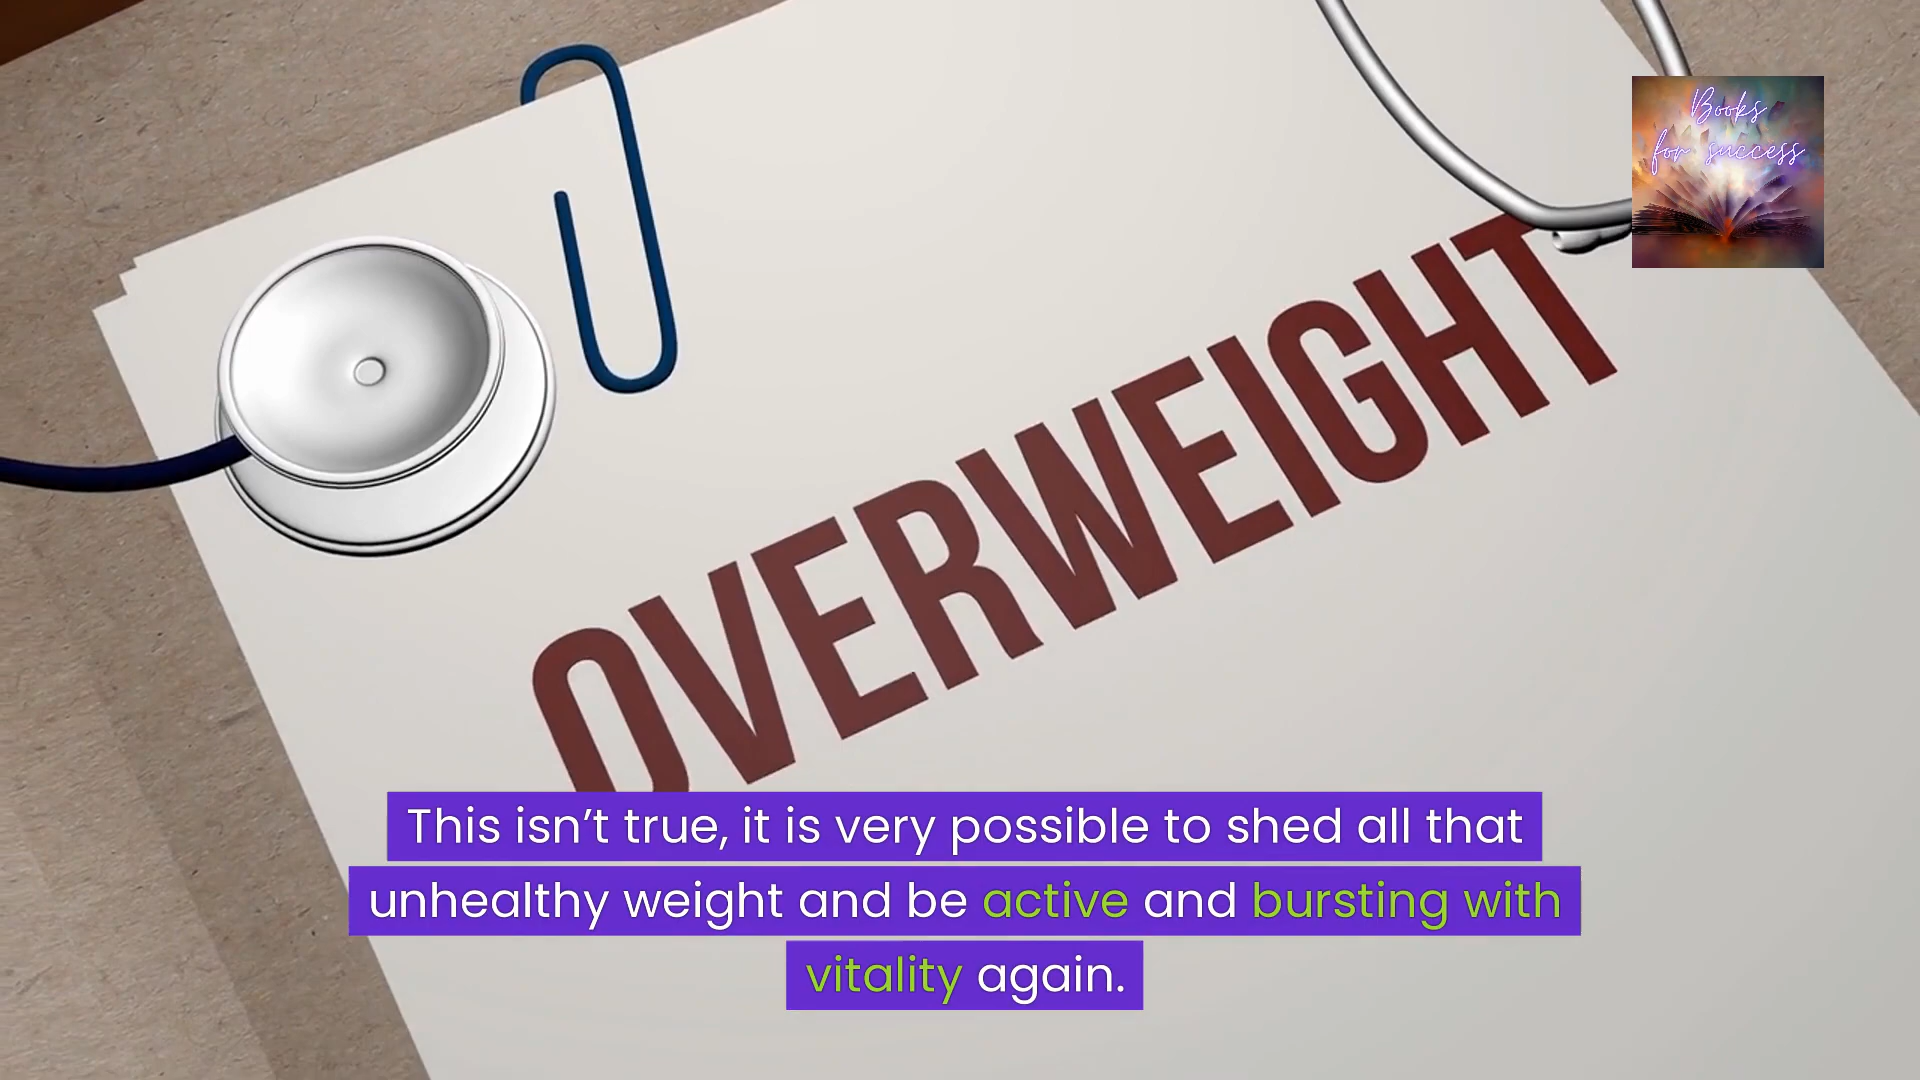 Books
for success
OVERWEIGHT
This isn’t true, it is very possible to shed all that
unhealthy weight and be active and bursting with
vitality again.